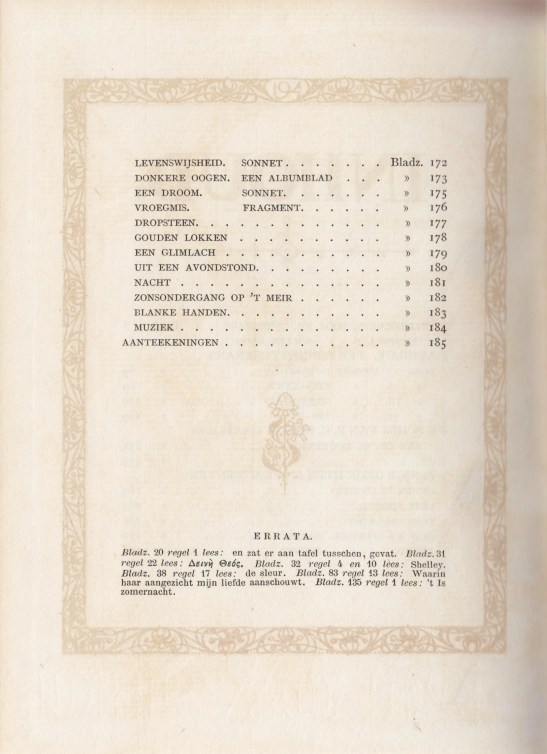 194
LEVENSWIJSHEID. SONNET . . . . . . . Bladz. 172
DONKERE OOGEN. EEN ALBUMBLAD . . . » 173
EEN DROOM. SONNET. . . . . . . » 175
VROEGMIS. FRAGMENT. . . . . . » 176
DROPSTEEN. . . . . . . . . . . . » 177
GOUDEN LOKKEN . . . . . . . . . . » 178
EEN GLIMLACH . . . . . . . . . . . » 179
UIT EEN AVONDSTOND. . . . . . . . . » 180
NACHT . . . . . . . . . . . . . » 181
ZONSONDERGANG OP 'T MEIR . . . . . . » 182
BLANKE HANDEN. . . . . . . . . . . » 183
MUZIEK . . . . . . . . . . . . . » 184
AANTEEKENINGEN . . . . . . . . . . » 185
ERRATA.
Bladz. 20 regel 1 lees: en zat er aan tafel tusschen, gevat. Bladz. 31
regel 22 lees: Δεινὴ Θεός. Bladz. 32 regel 4 en 10 lees: Shelley.
Bladz. 38 regel 17 lees: de sleur. Bladz. 83 regel 13 lees: Waarin
haar aangezicht mijn liefde aanschouwt. Bladz. 135 regel 1 lees: 't Is
zomernacht.